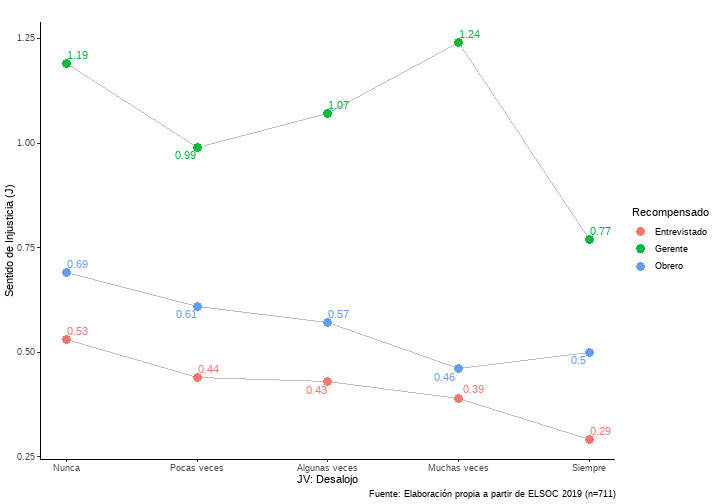 1.25
1.00
0.75
0.50
0.25
Sentido de Injusticia (J)
1.19
0.99
1.07
1.24
0.77
0.69
0.61
0.57
0.46
0.5
0.53
0.44
0.43
0.39
0.29
Nunca
Pocas veces
Algunas veces
Muchas veces
Siempre
JV: Desalojo
Recompensado
Entrevistado
Gerente
Obrero
Fuente: Elaboración propia a partir de ELSOC 2019 (n=711)